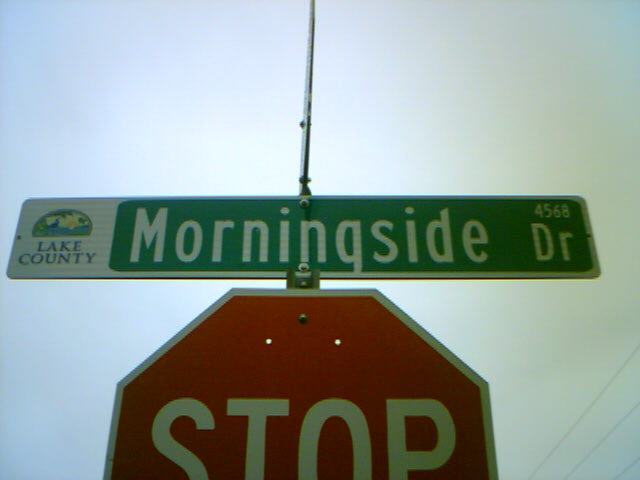 LAKE
COUNTY
Morningside Dr
4568
STOP